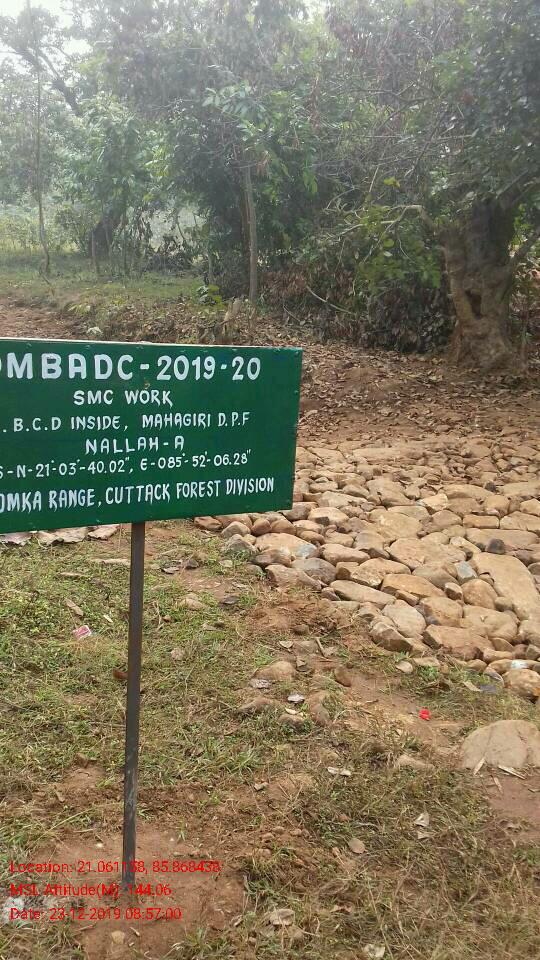 OMBADC-2019-20
SMC WORK
.B.C.D INSIDE, MAHAGIRI D.P.F
NALLAH-A
S-N-21°-03'-40.02", E-085°-52-06.28"
OMKA RANGE, CUTTACK FOREST DIVISION
Location: 21.061158, 85.868438
MSL Attitude(M): 144.06
Date: 23-12-2019 08:57:00